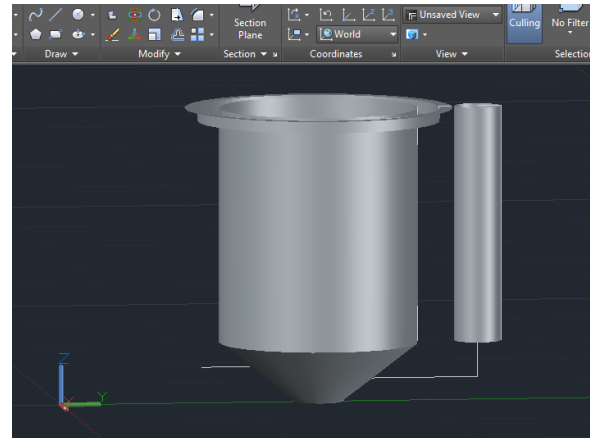 Section
Plane
World
Unsaved View
Culling
No Filter
Draw
Modify
Section
Coordinates
View
Selectio
Z
Y
X